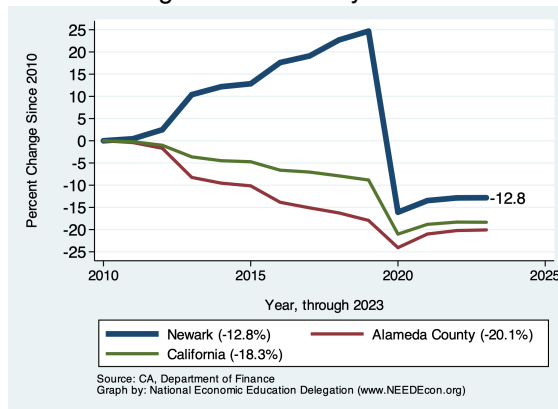 25
20
15
10
5
0
-5
-10
-15
-20
-25
Percent Change Since 2010
-12.8
2010 2015 2020 2025
Year, through 2023
Newark (-12.8%) Alameda County (-20.1%)
California (-18.3%)
Source: CA, Department of Finance
Graph by: National Economic Education Delegation (www.NEEDEcon.org)